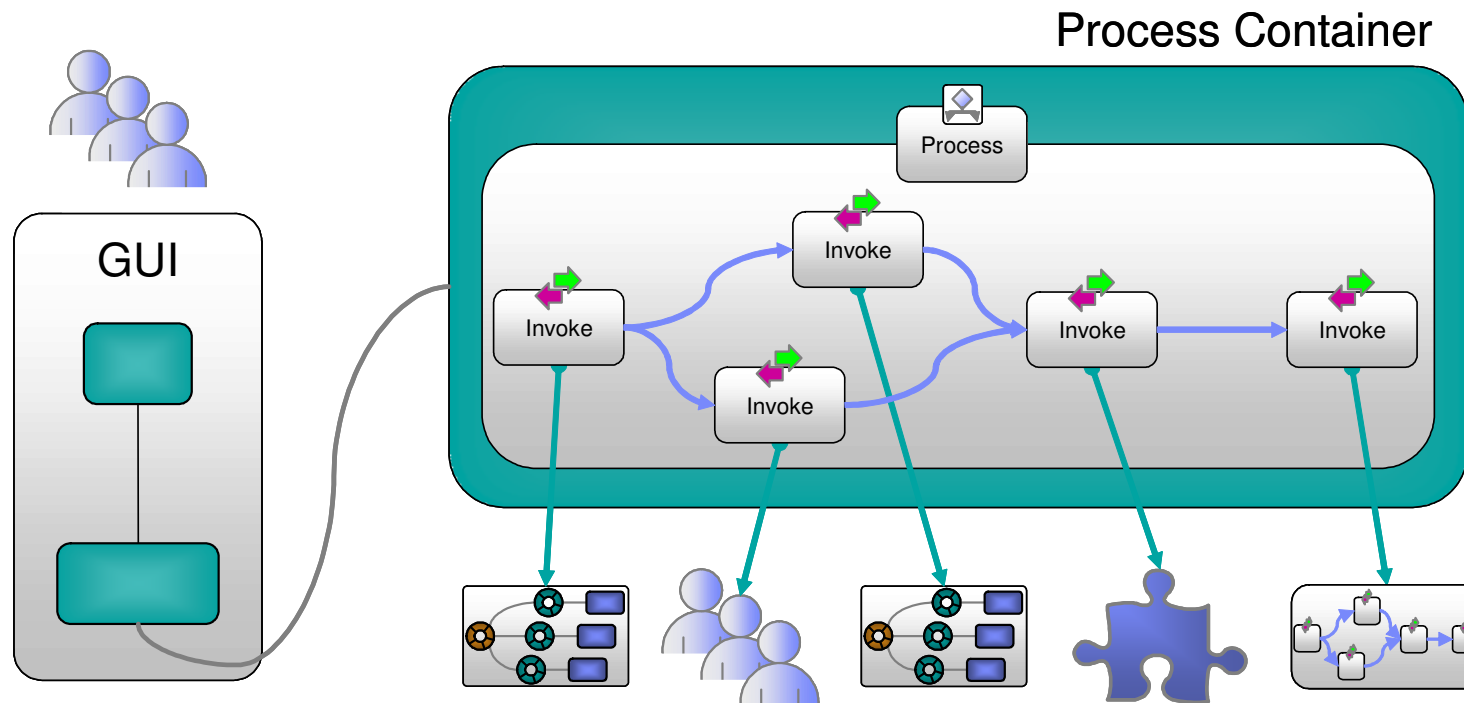 Process Container
Process
GUI
Invoke
Invoke
Invoke
Invoke
Invoke